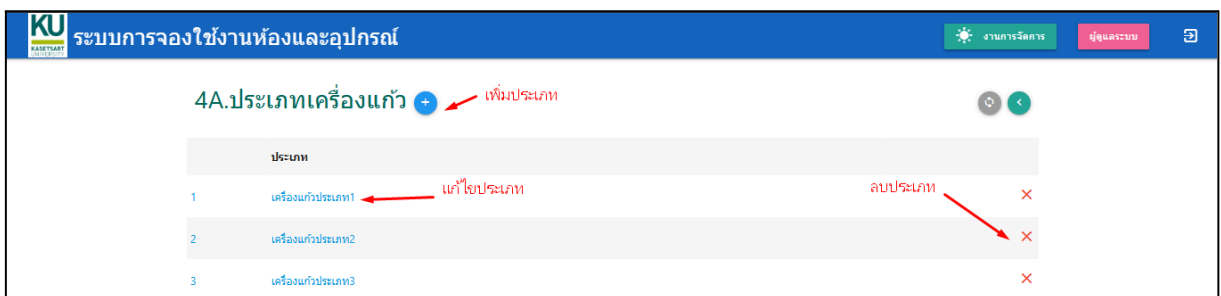 KU
KASETSART
UNIVERSITY
ระบบการจองใช้งานห้องและอุปกรณ์
งานการจัดการ
ผู้ดูแลระบบ
4A.ประเภทเครื่องแก้ว
เพิ่มประเภท
ประเภท
1 เครื่องแก้วประเภท1
แก้ไขประเภท
ลบประเภท
2 เครื่องแก้วประเภท2
3 เครื่องแก้วประเภท3